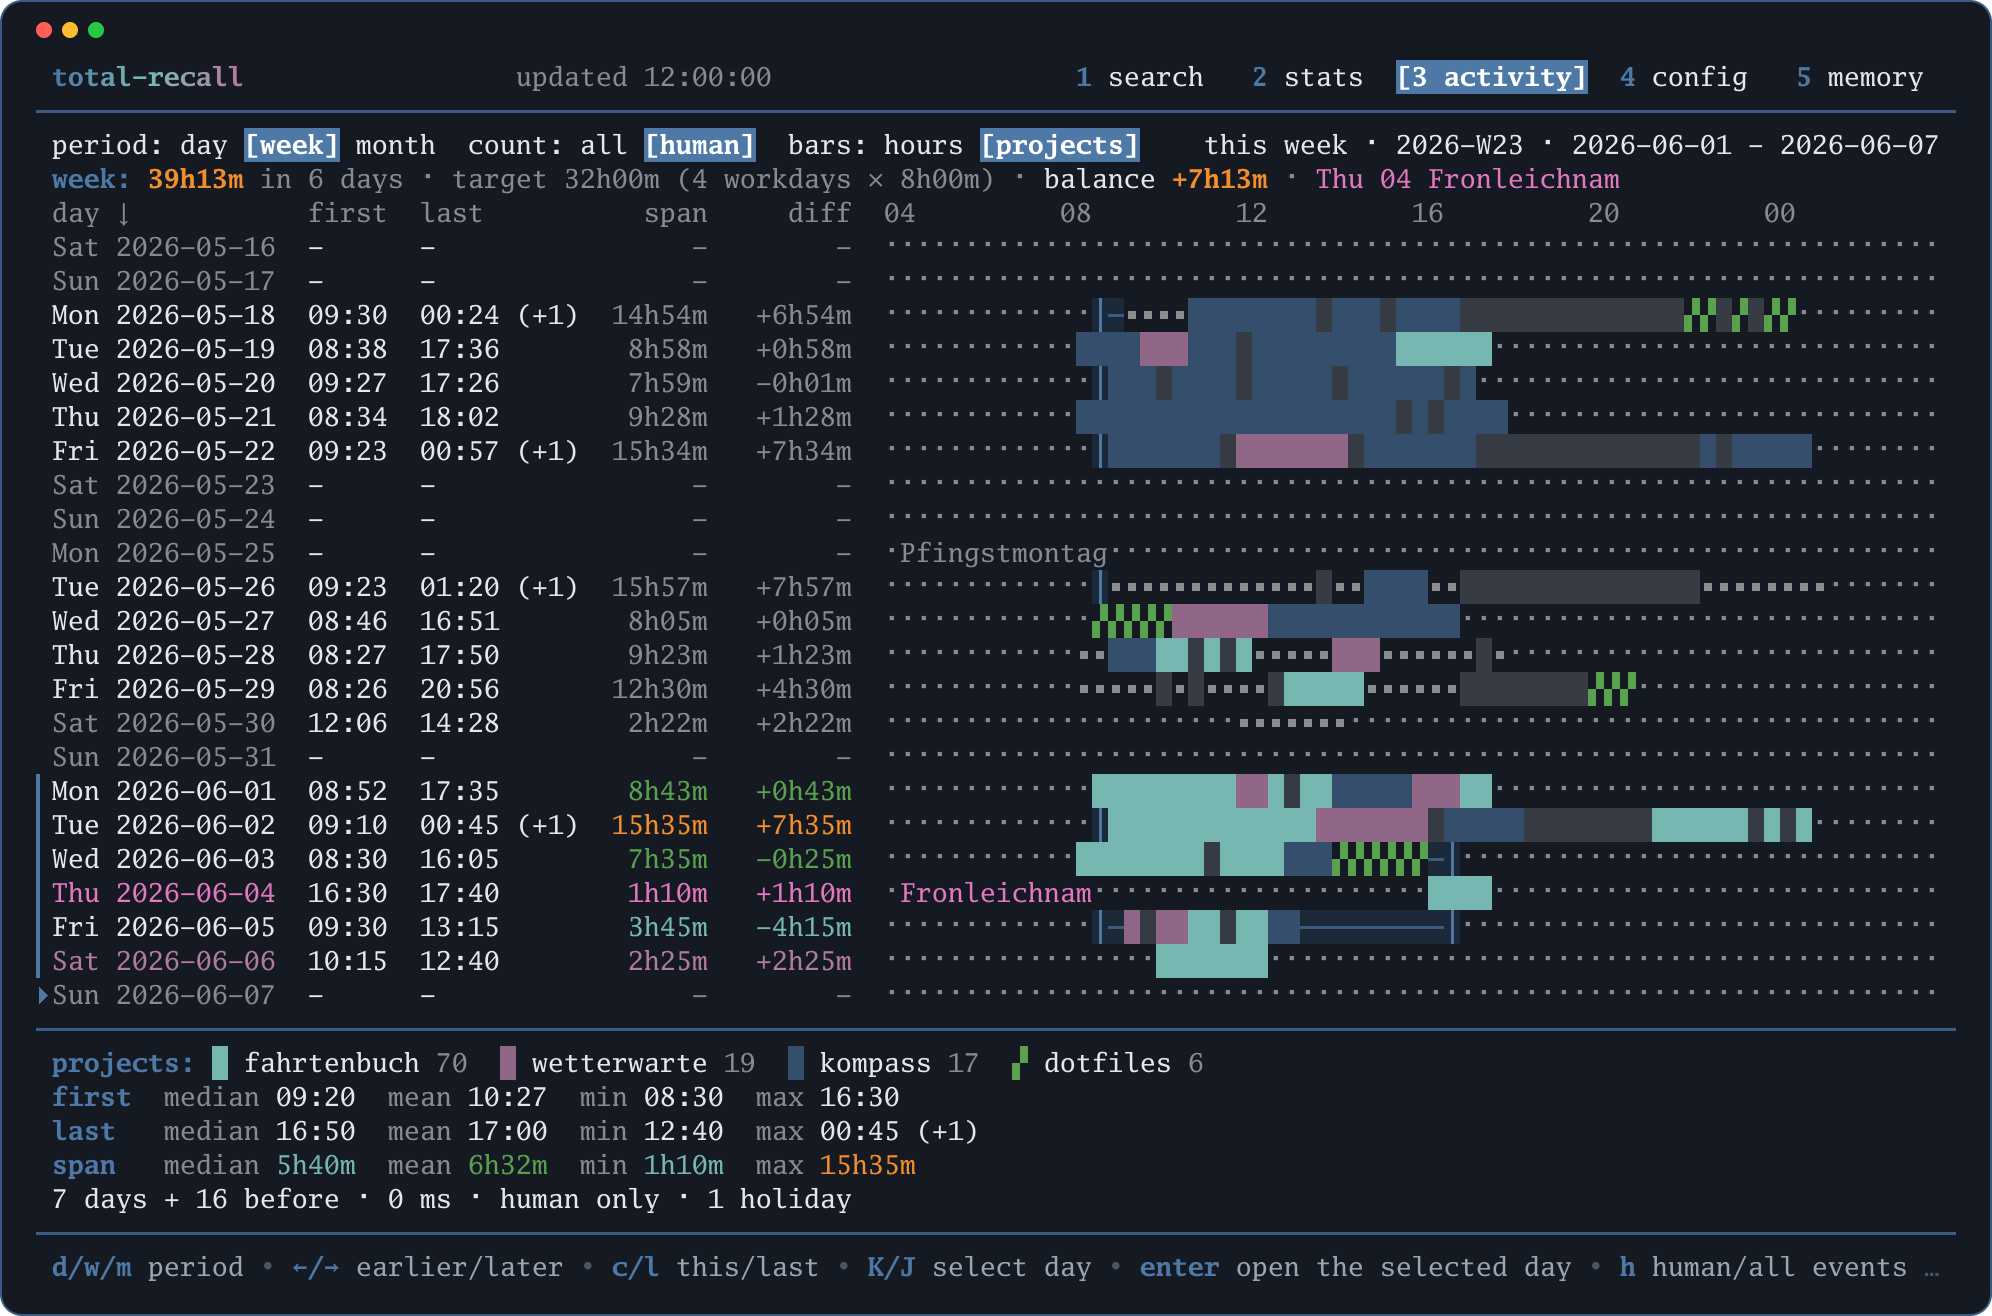 total-recall updated 12:00:00 1 search 2 stats [3 activity] 4 config 5 memory
period: day [week] month count: all [human] bars: hours [projects] this week · 2026-W23 · 2026-06-01 – 2026-06-07
week: 39h13m in 6 days · target 32h00m (4 workdays × 8h00m) · balance +7h13m · Thu 04 Fronleichnam
day ↓ first last span diff 04 08 12 16 20 00
Sat 2026-05-16 – – – –
Sun 2026-05-17 – – – –
Mon 2026-05-18 09:30 00:24 (+1) 14h54m +6h54m
Tue 2026-05-19 08:38 17:36 8h58m +0h58m
Wed 2026-05-20 09:27 17:26 7h59m −0h01m
Thu 2026-05-21 08:34 18:02 9h28m +1h28m
Fri 2026-05-22 09:23 00:57 (+1) 15h34m +7h34m
Sat 2026-05-23 – – – –
Sun 2026-05-24 – – – –
Mon 2026-05-25 – – – – Pfingstmontag
Tue 2026-05-26 09:23 01:20 (+1) 15h57m +7h57m
Wed 2026-05-27 08:46 16:51 8h05m +0h05m
Thu 2026-05-28 08:27 17:50 9h23m +1h23m
Fri 2026-05-29 08:26 20:56 12h30m +4h30m
Sat 2026-05-30 12:06 14:28 2h22m +2h22m
Sun 2026-05-31 – – – –
Mon 2026-06-01 08:52 17:35 8h43m +0h43m
Tue 2026-06-02 09:10 00:45 (+1) 15h35m +7h35m
Wed 2026-06-03 08:30 16:05 7h35m −0h25m
Thu 2026-06-04 16:30 17:40 1h10m +1h10m Fronleichnam
Fri 2026-06-05 09:30 13:15 3h45m −4h15m
Sat 2026-06-06 10:15 12:40 2h25m +2h25m
Sun 2026-06-07 – – – –
projects: fahrtenbuch 70 wetterwarte 19 kompass 17 dotfiles 6
first median 09:20 mean 10:27 min 08:30 max 16:30
last median 16:50 mean 17:00 min 12:40 max 00:45 (+1)
span median 5h40m mean 6h32m min 1h10m max 15h35m
7 days + 16 before · 0 ms · human only · 1 holiday
d/w/m period • ←/→ earlier/later • c/l this/last • K/J select day • enter open the selected day • h human/all events …